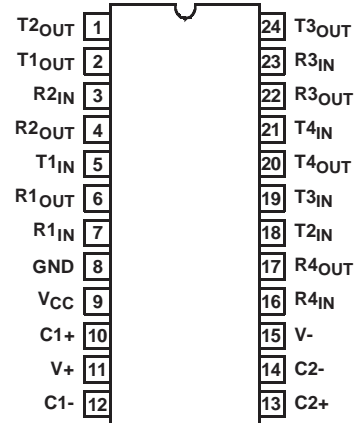 T2OUT 1 24 T3OUT
T1OUT 2 23 R3IN
R2IN 3 22 R3OUT
R2OUT 4 21 T4IN
T1IN 5 20 T4OUT
R1OUT 6 19 T3IN
R1IN 7 18 T2IN
GND 8 17 R4OUT
VCC 9 16 R4IN
C1+ 10 15 V-
V+ 11 14 C2-
C1- 12 13 C2+